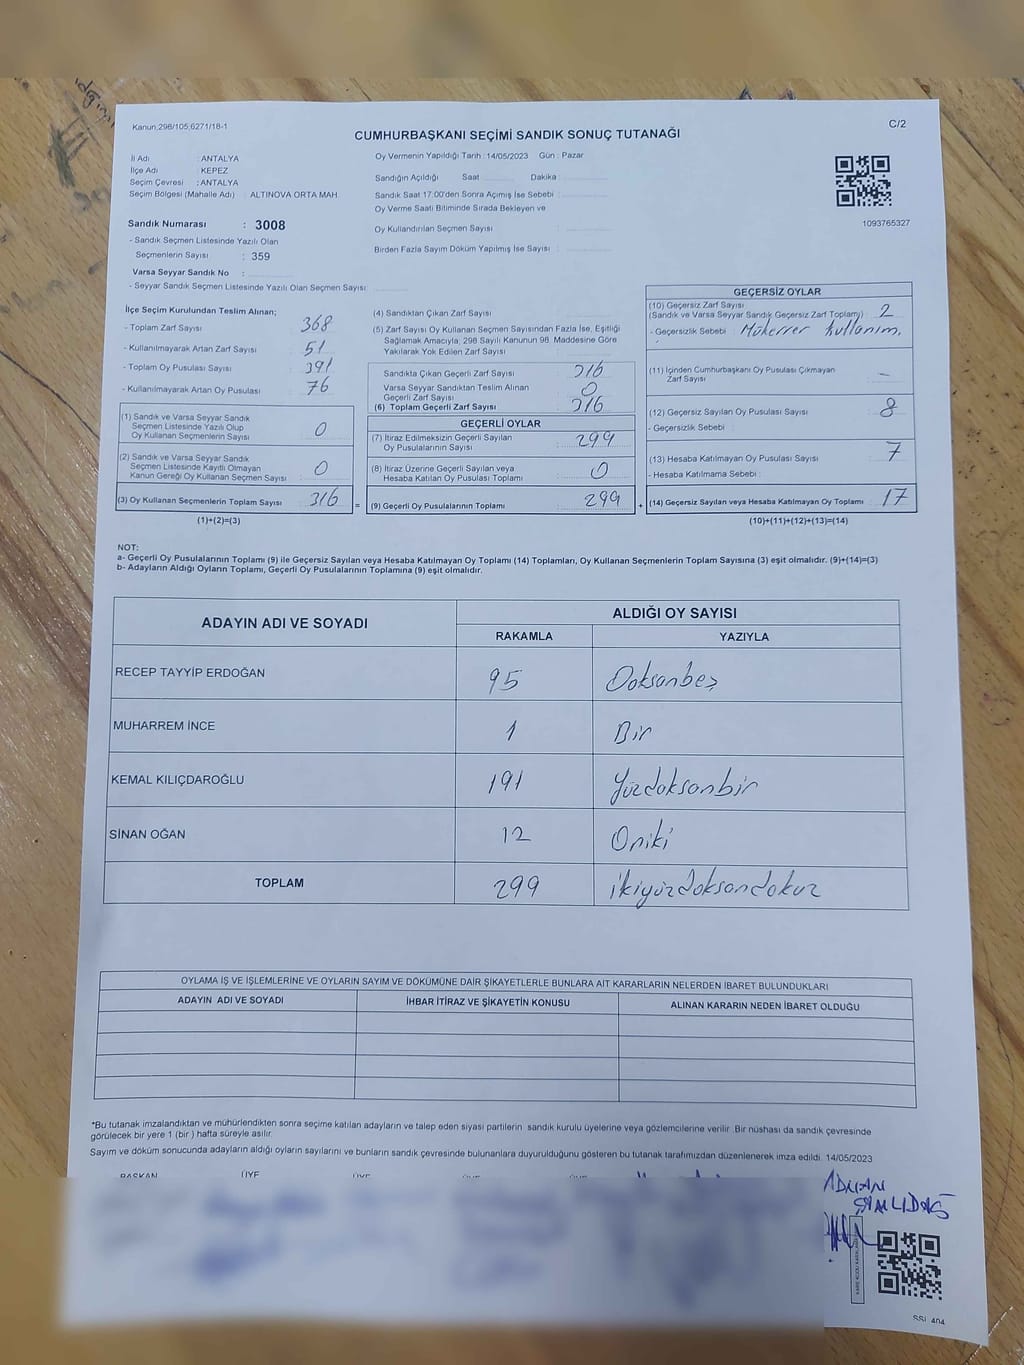 Kanun,298/105;6271/18-1
CUMHURBAŞKANI SEÇİMİ SANDIK SONUÇ TUTANAĞI
C/2
İl Adı : ANTALYA
İlçe Adı : KEPEZ
Seçim Çevresi : ANTALYA
Seçim Bölgesi (Mahalle Adı) : ALTINOVA ORTA MAH.
Sandık Numarası : 3008
- Sandık Seçmen Listesinde Yazılı Olan
Seçmenlerin Sayısı : 359
Varsa Seyyar Sandık No :
- Seyyar Sandık Seçmen Listesinde Yazılı Olan Seçmen Sayısı:
Oy Vermenin Yapıldığı Tarih : 14/05/2023 Gün : Pazar
Sandığın Açıldığı Saat Dakika :
Sandık Saat 17:00'den Sonra Açımış İse Sebebi :
Oy Verme Saati Bitiminde Sırada Bekleyen ve
Oy Kullandırılan Seçmen Sayısı :
Birden Fazla Sayım Döküm Yapılmış İse Sayısı :
1093765327
İlçe Seçim Kurulundan Teslim Alınan;
- Toplam Zarf Sayısı : 368
- Kullanılmayarak Artan Zarf Sayısı : 51
- Toplam Oy Pusulası Sayısı : 391
- Kullanılmayarak Artan Oy Pusulası : 76
(1) Sandık ve Varsa Seyyar Sandık
Seçmen Listesinde Yazılı Olup
Oy Kullanan Seçmenlerin Sayısı : 0
(2) Sandık ve Varsa Seyyar Sandık
Seçmen Listesinde Kayıtlı Olmayan
Kanun Gereği Oy Kullanan Seçmen Sayısı : 0
(3) Oy Kullanan Seçmenlerin Toplam Sayısı : 316 =
(1)+(2)=(3)
(4) Sandıktan Çıkan Zarf Sayısı :
(5) Zarf Sayısı Oy Kullanan Seçmen Sayısından Fazla İse, Eşitliği
Sağlamak Amacıyla; 298 Sayılı Kanunun 98. Maddesine Göre
Yakılarak Yok Edilen Zarf Sayısı :
Sandıkta Çıkan Geçerli Zarf Sayısı : 316
Varsa Seyyar Sandıktan Teslim Alınan
Geçerli Zarf Sayısı : 0
(6) Toplam Geçerli Zarf Sayısı : 316
GEÇERLİ OYLAR
(7) İtiraz Edilmeksizin Geçerli Sayılan
Oy Pusulalarının Sayısı : 299
(8) İtiraz Üzerine Geçerli Sayılan veya
Hesaba Katılan Oy Pusulası Toplamı : 0
(9) Geçerli Oy Pusulalarının Toplamı : 299 +
GEÇERSİZ OYLAR
(10) Geçersiz Zarf Sayısı
(Sandık ve Varsa Seyyar Sandık Geçersiz Zarf Toplamı) 2
- Geçersizlik Sebebi : Mükerrer kullanım,
(11) İçinden Cumhurbaşkanı Oy Pusulası Çıkmayan
Zarf Sayısı : -
(12) Geçersiz Sayılan Oy Pusulası Sayısı : 8
- Geçersizlik Sebebi :
(13) Hesaba Katılmayan Oy Pusulası Sayısı : 7
- Hesaba Katılmama Sebebi :
(14) Geçersiz Sayılan veya Hesaba Katılmayan Oy Toplamı : 17
(10)+(11)+(12)+(13)=(14)
NOT:
a- Geçerli Oy Pusulalarının Toplamı (9) ile Geçersiz Sayılan veya Hesaba Katılmayan Oy Toplamı (14) Toplamları, Oy Kullanan Seçmenlerin Toplam Sayısına (3) eşit olmalıdır. (9)+(14)=(3)
b- Adayların Aldığı Oyların Toplamı, Geçerli Oy Pusulalarının Toplamına (9) eşit olmalıdır.
ADAYIN ADI VE SOYADI
ALDIĞI OY SAYISI
RAKAMLA YAZIYLA
RECEP TAYYİP ERDOĞAN 95 Doksanbeş
MUHARREM İNCE 1 Bir
KEMAL KILIÇDAROĞLU 191 Yüzdoksanbir
SİNAN OĞAN 12 Oniki
TOPLAM 299 ikiyüzdoksandokuz
OYLAMA İŞ VE İŞLEMLERİNE VE OYLARIN SAYIM VE DÖKÜMÜNE DAİR ŞİKAYETLERLE BUNLARA AİT KARARLARIN NELERDEN İBARET BULUNDUKLARI
ADAYIN ADI VE SOYADI İHBAR İTİRAZ VE ŞİKAYETİN KONUSU ALINAN KARARIN NEDEN İBARET OLDUĞU
*Bu tutanak imzalandıktan ve mühürlendikten sonra seçime katılan adayların ve talep eden siyasi partilerin sandık kurulu üyelerine veya gözlemcilerine verilir .Bir nüshası da sandık çevresinde
görülecek bir yere 1 (bir ) hafta süreyle asılır.
Sayım ve döküm sonucunda adayların aldığı oyların sayılarını ve bunların sandık çevresinde bulunanlara duyurulduğunu gösteren bu tutanak tarafımızdan düzenlenerek imza edildi. 14/05/2023
BAŞKAN ÜYE ÜYE ÜYE
ADNAN